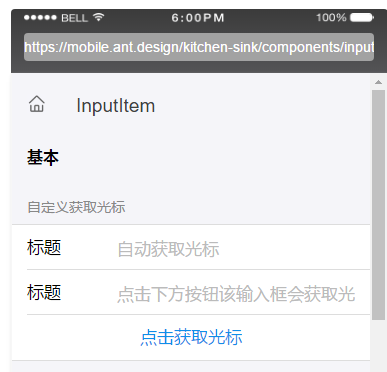 BELL 6:00PM 100%
https://mobile.ant.design/kitchen-sink/components/input
InputItem
基本
自定义获取光标
标题 自动获取光标
标题 点击下方按钮该输入框会获取光
点击获取光标